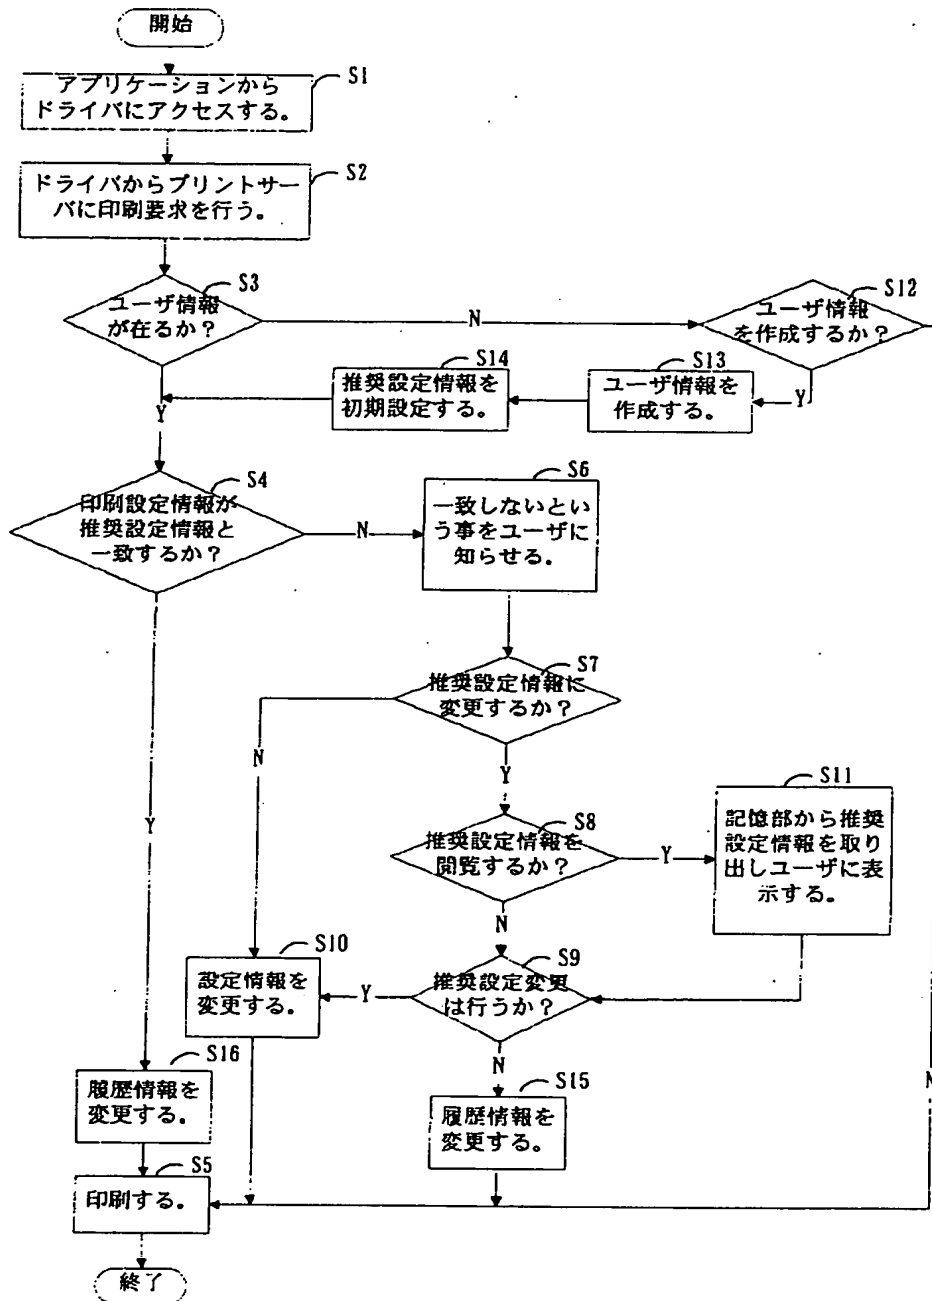 開始
S1
アプリケーションから
ドライバにアクセスする。
S2
ドライバからプリントサー
バに印刷要求を行う。
S3
ユーザ情報
が在るか？
N
S12
ユーザ情報
を作成するか？
Y
S13
ユーザ情報を
作成する。
S14
推奨設定情報を
初期設定する。
Y
S4
印刷設定情報が
推奨設定情報と
一致するか？
N
S6
一致しないとい
う事をユーザに
知らせる。
S7
推奨設定情報に
変更するか？
N
Y
S8
推奨設定情報を
閲覧するか？
Y
S11
記憶部から推奨
設定情報を取り
出しユーザに表
示する。
N
S9
推奨設定変更
は行うか？
Y
S10
設定情報を
変更する。
N
S15
履歴情報を
変更する。
Y
S16
履歴情報を
変更する。
N
S5
印刷する。
終了